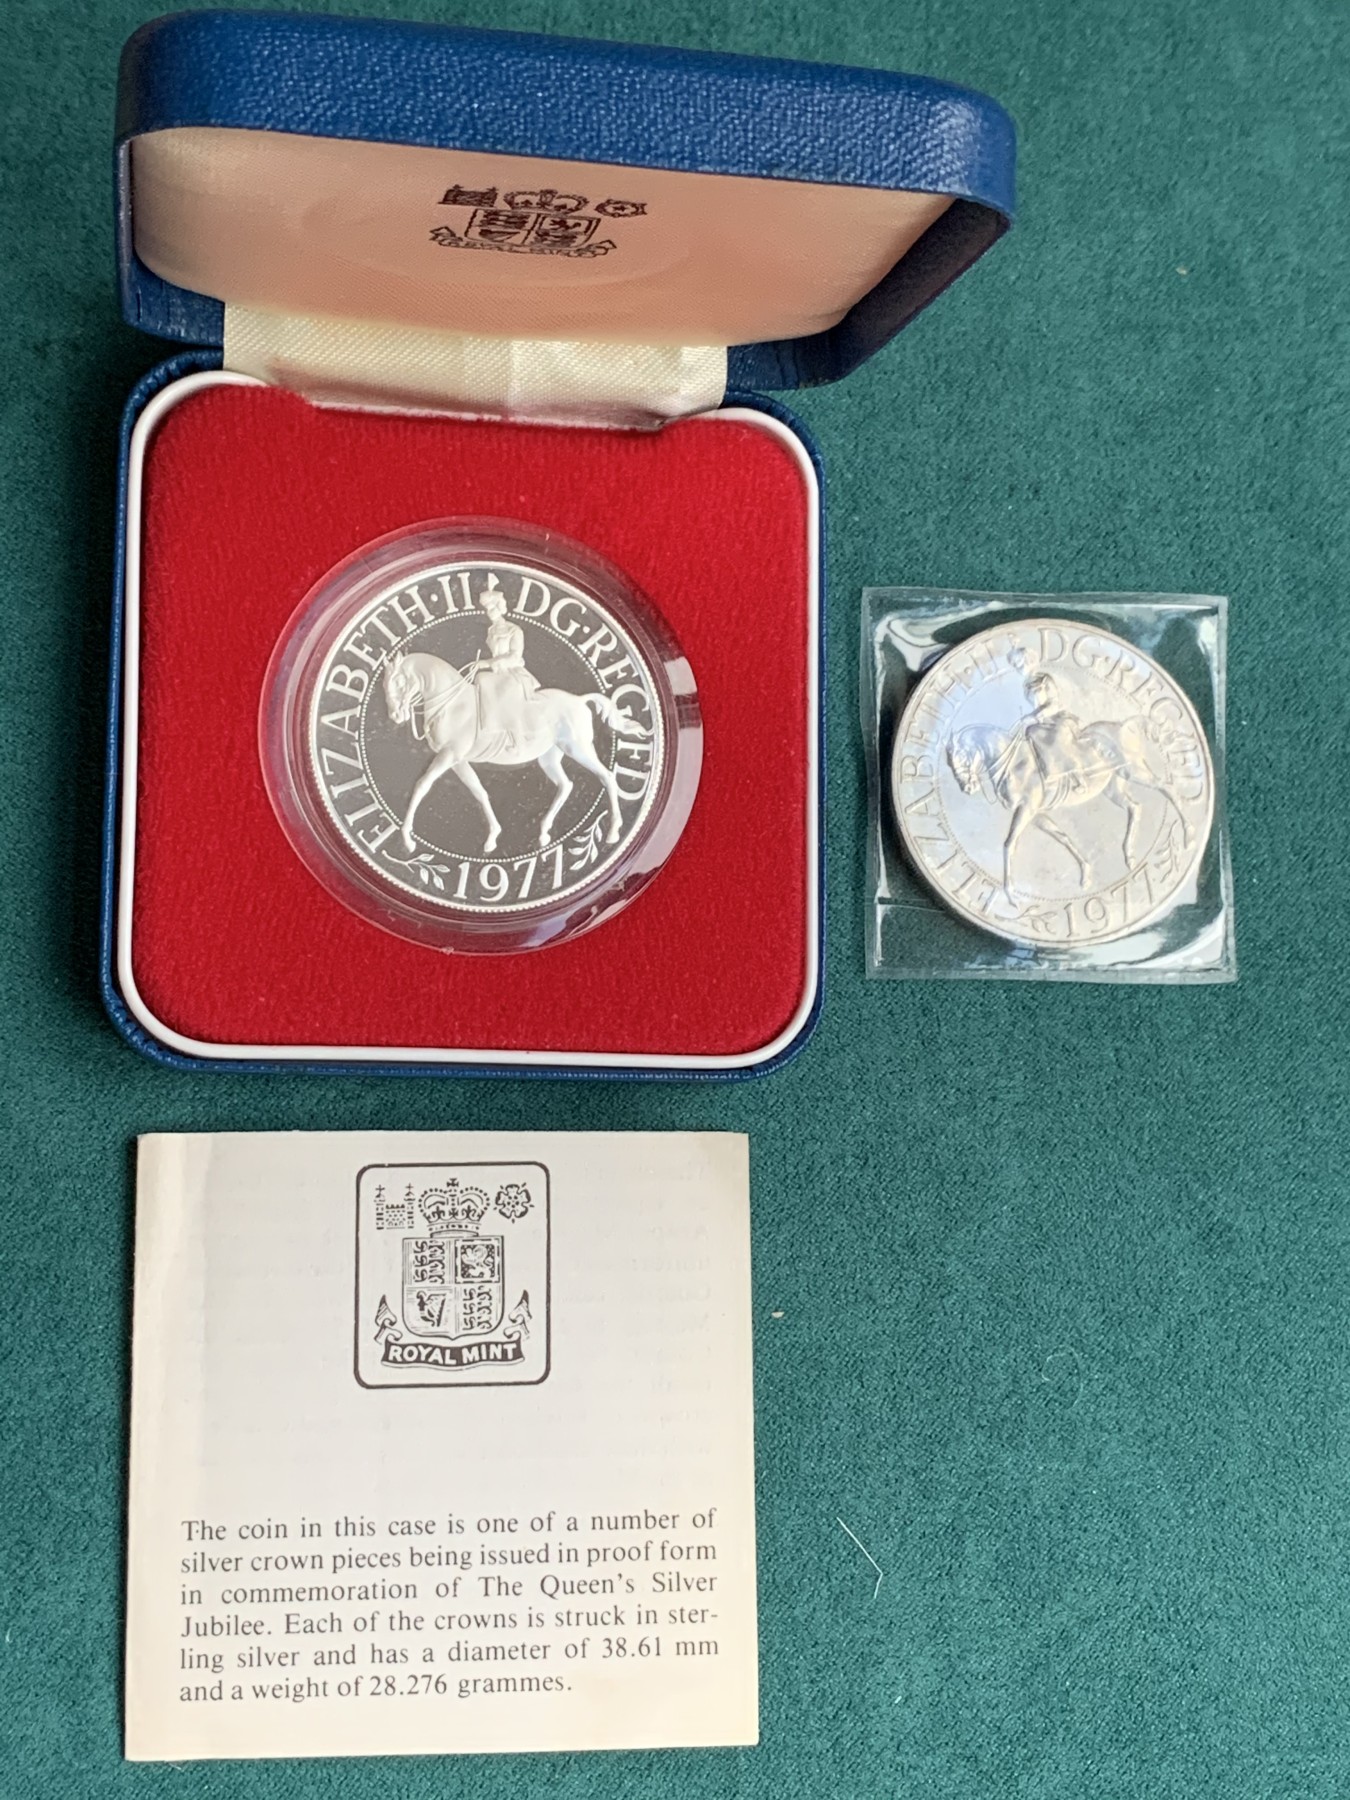 ROYAL MINT
ELIZABETH·II DG·REG·FD
1977
ELIZABETH·II DG·REG·FD
1977
ROYAL MINT
The coin in this case is one of a number of
silver crown pieces being issued in proof form
in commemoration of The Queen's Silver
Jubilee. Each of the crowns is struck in ster-
ling silver and has a diameter of 38.61 mm
and a weight of 28.276 grammes.